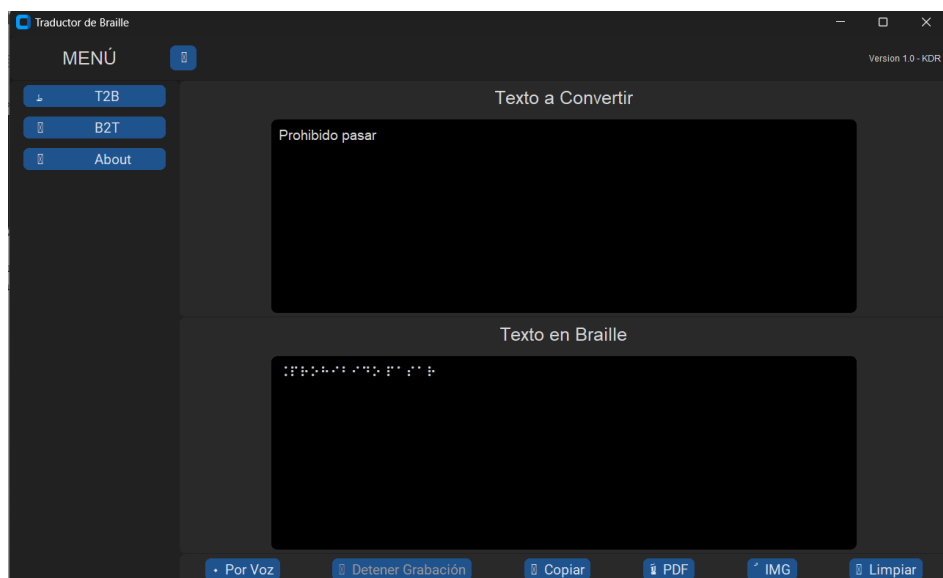 Traductor de Braille
MENÚ
Version 1.0 - KDR
T2B
B2T
About
Texto a Convertir
Prohibido pasar
Texto en Braille
⠨⠏⠗⠕⠓⠊⠃⠊⠙⠕ ⠏⠁⠎⠁⠗
Por Voz Detener Grabación Copiar PDF IMG Limpiar